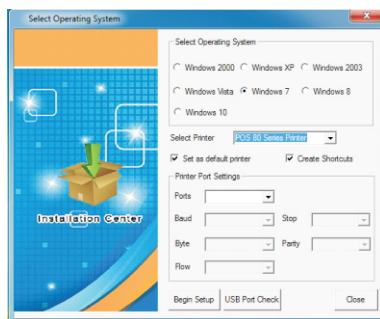 Select Operating System
Select Operating System
Windows 2000 Windows XP Windows 2003
Windows Vista Windows 7 Windows 8
Windows 10
Select Printer POS 80 Series Printer
Set as default printer Create Shortcuts
Printer Port Settings
Ports
Baud Stop
Byte Parity
Flow
Installation Center
Begin Setup USB Port Check Close